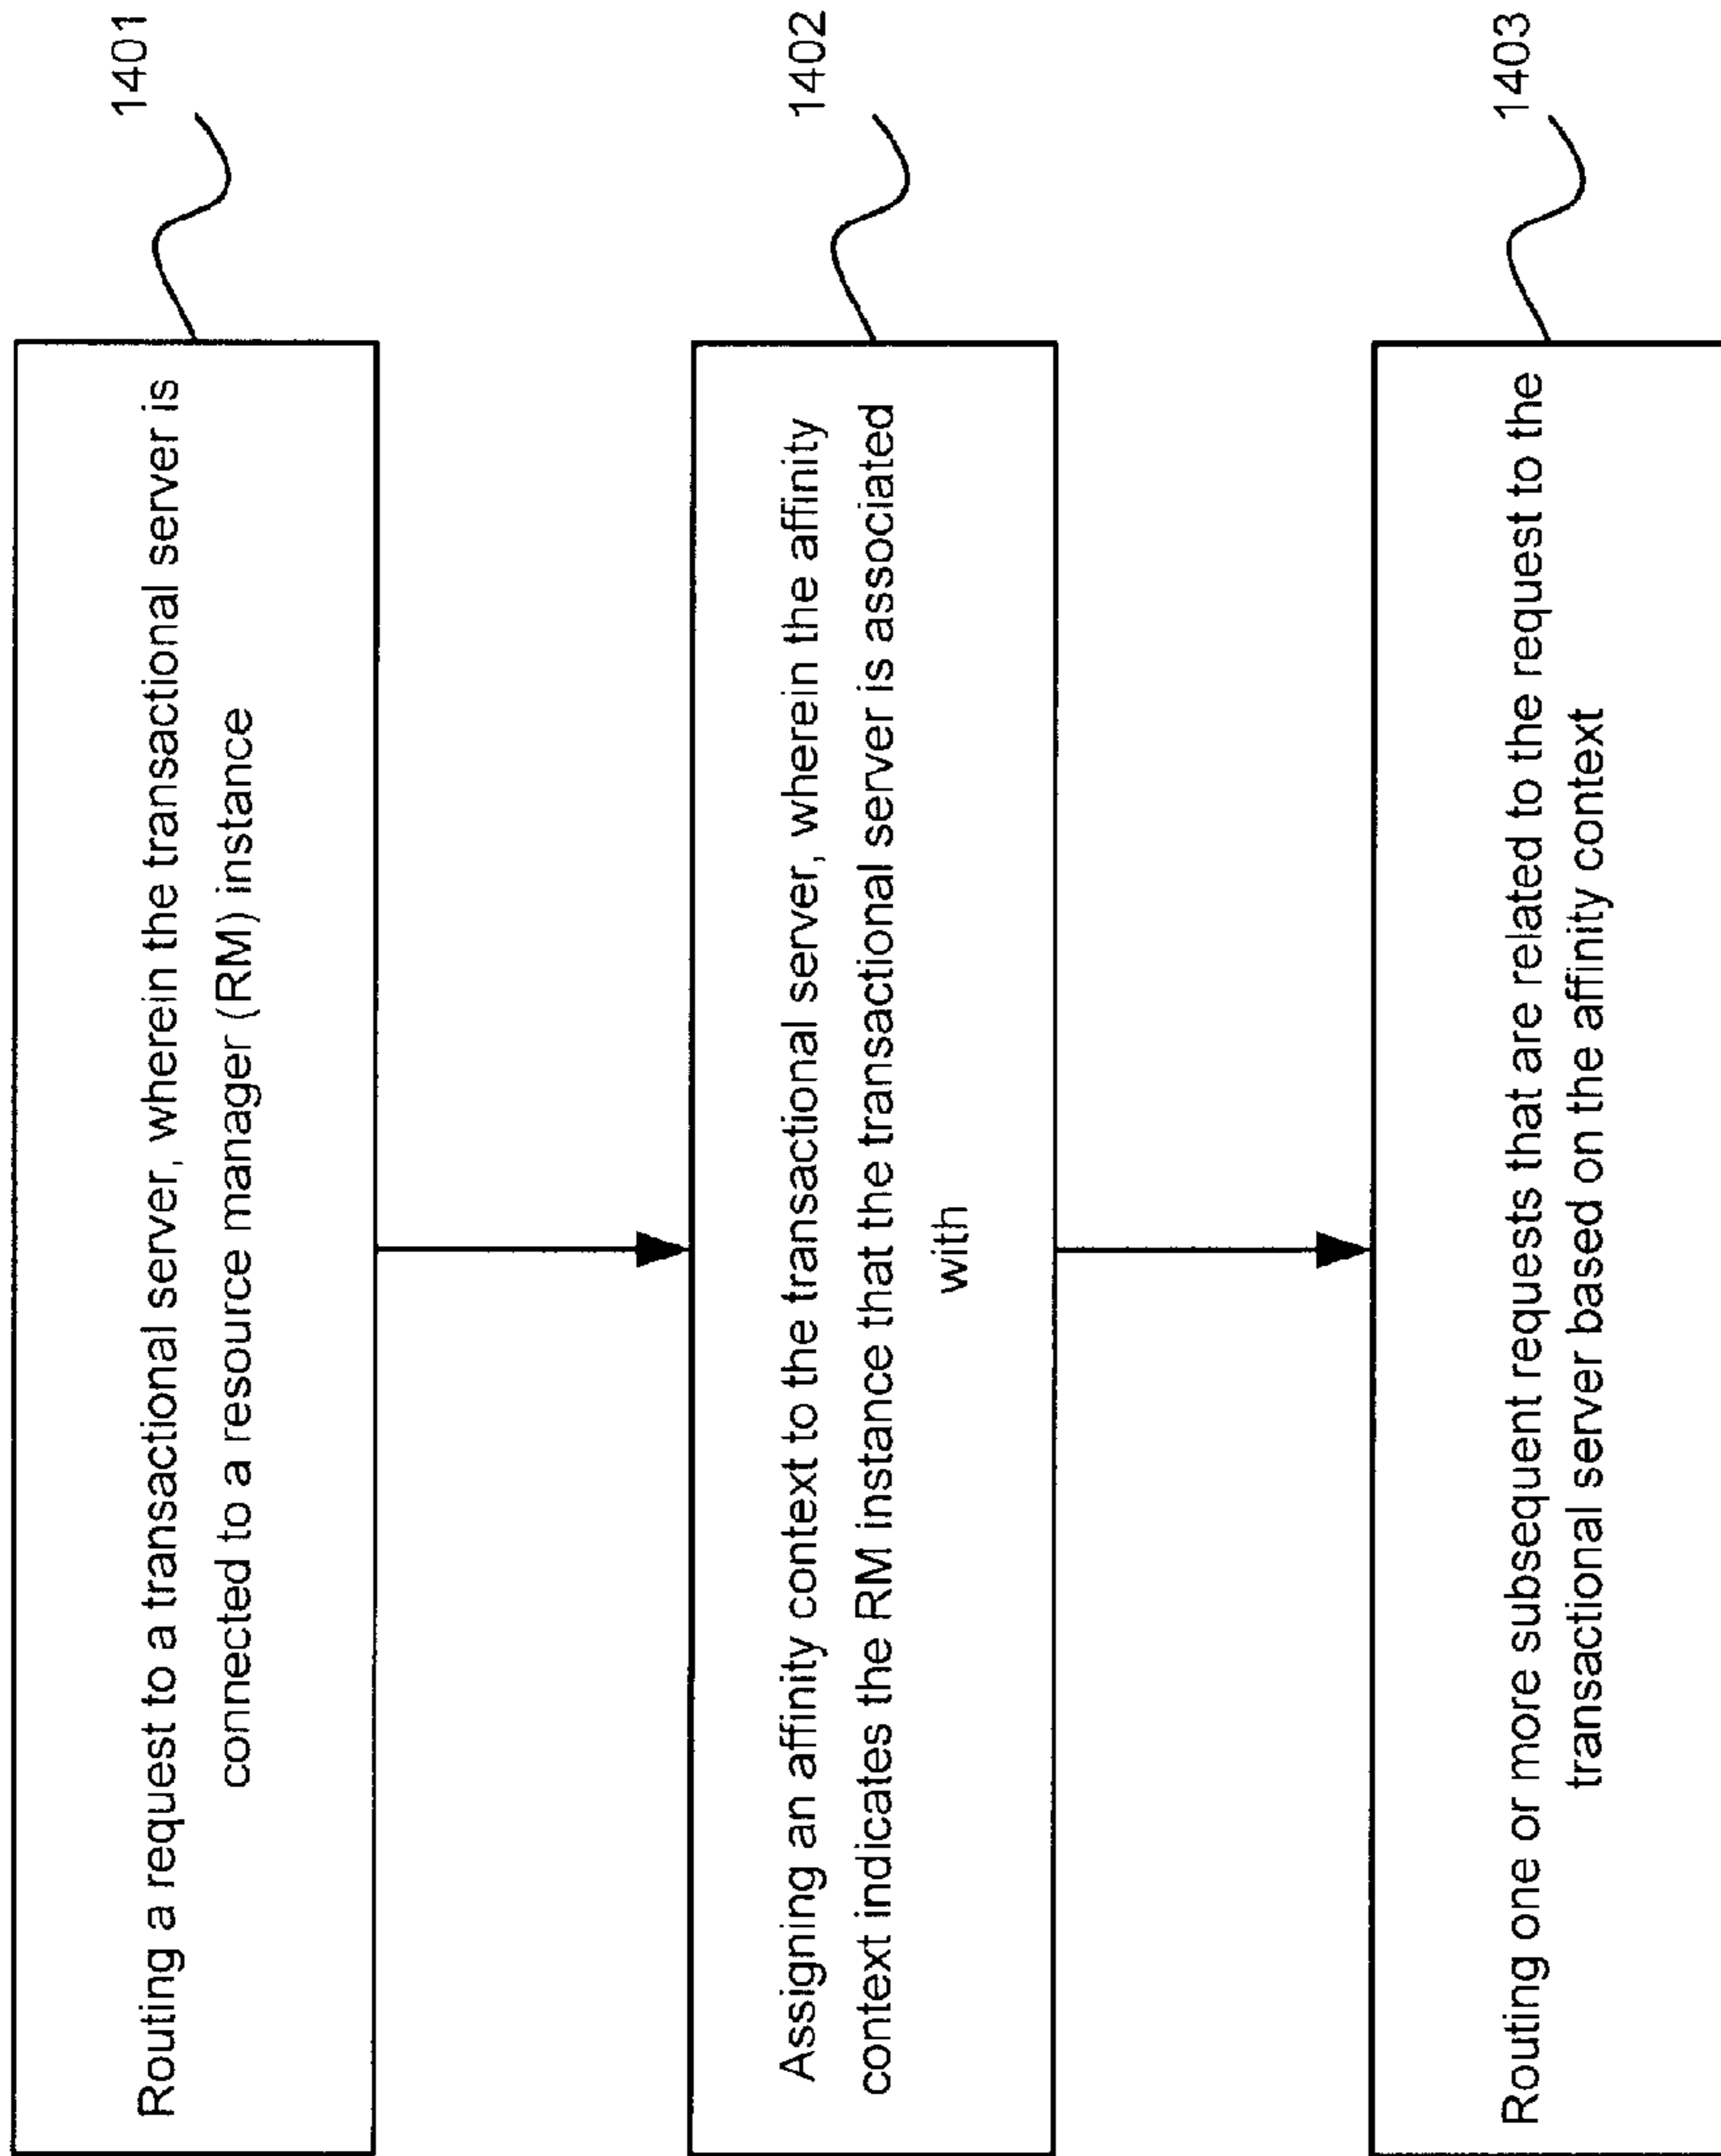 Routing a request to a transactional server, wherein the transactional server is
connected to a resource manager (RM) instance
1401
Assigning an affinity context to the transactional server, wherein the affinity
context indicates the RM instance that the transactional server is associated
with
1402
Routing one or more subsequent requests that are related to the request to the
transactional server based on the affinity context
1403